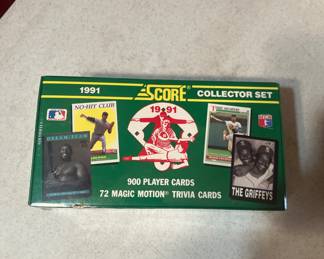 1991
SCORE
COLLECTOR SET
NO-HIT CLUB
1991
DREAM TEAM
THE GRIFFEYS
900 PLAYER CARDS
72 MAGIC MOTION® TRIVIA CARDS